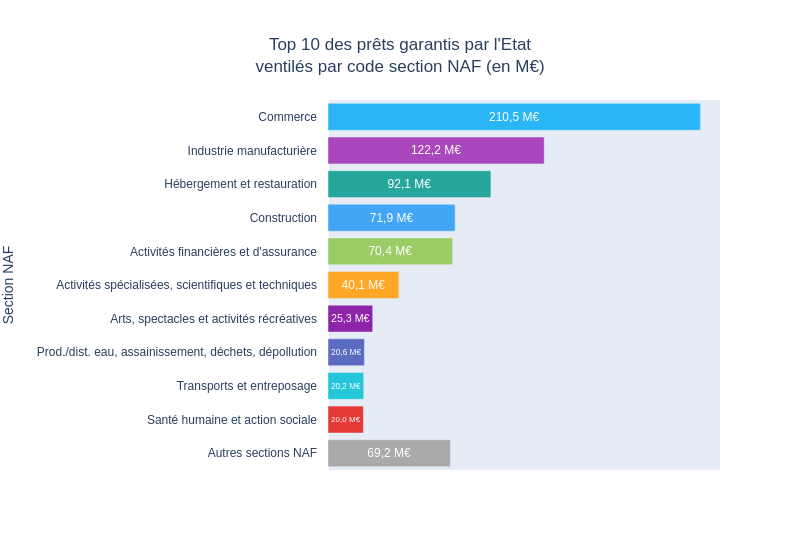 Top 10 des prêts garantis par l'Etat
ventilés par code section NAF (en M€)
Section NAF
Commerce 210,5 M€
Industrie manufacturière 122,2 M€
Hébergement et restauration 92,1 M€
Construction 71,9 M€
Activités financières et d'assurance 70,4 M€
Activités spécialisées, scientifiques et techniques 40,1 M€
Arts, spectacles et activités récréatives 25,3 M€
Prod./dist. eau, assainissement, déchets, dépollution 20,6 M€
Transports et entreposage 20,2 M€
Santé humaine et action sociale 20,0 M€
Autres sections NAF 69,2 M€